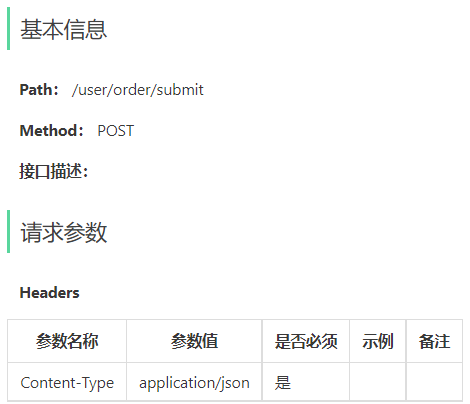 基本信息
Path: /user/order/submit
Method: POST
接口描述:
请求参数
Headers
参数名称 参数值 是否必须 示例 备注
Content-Type application/json 是